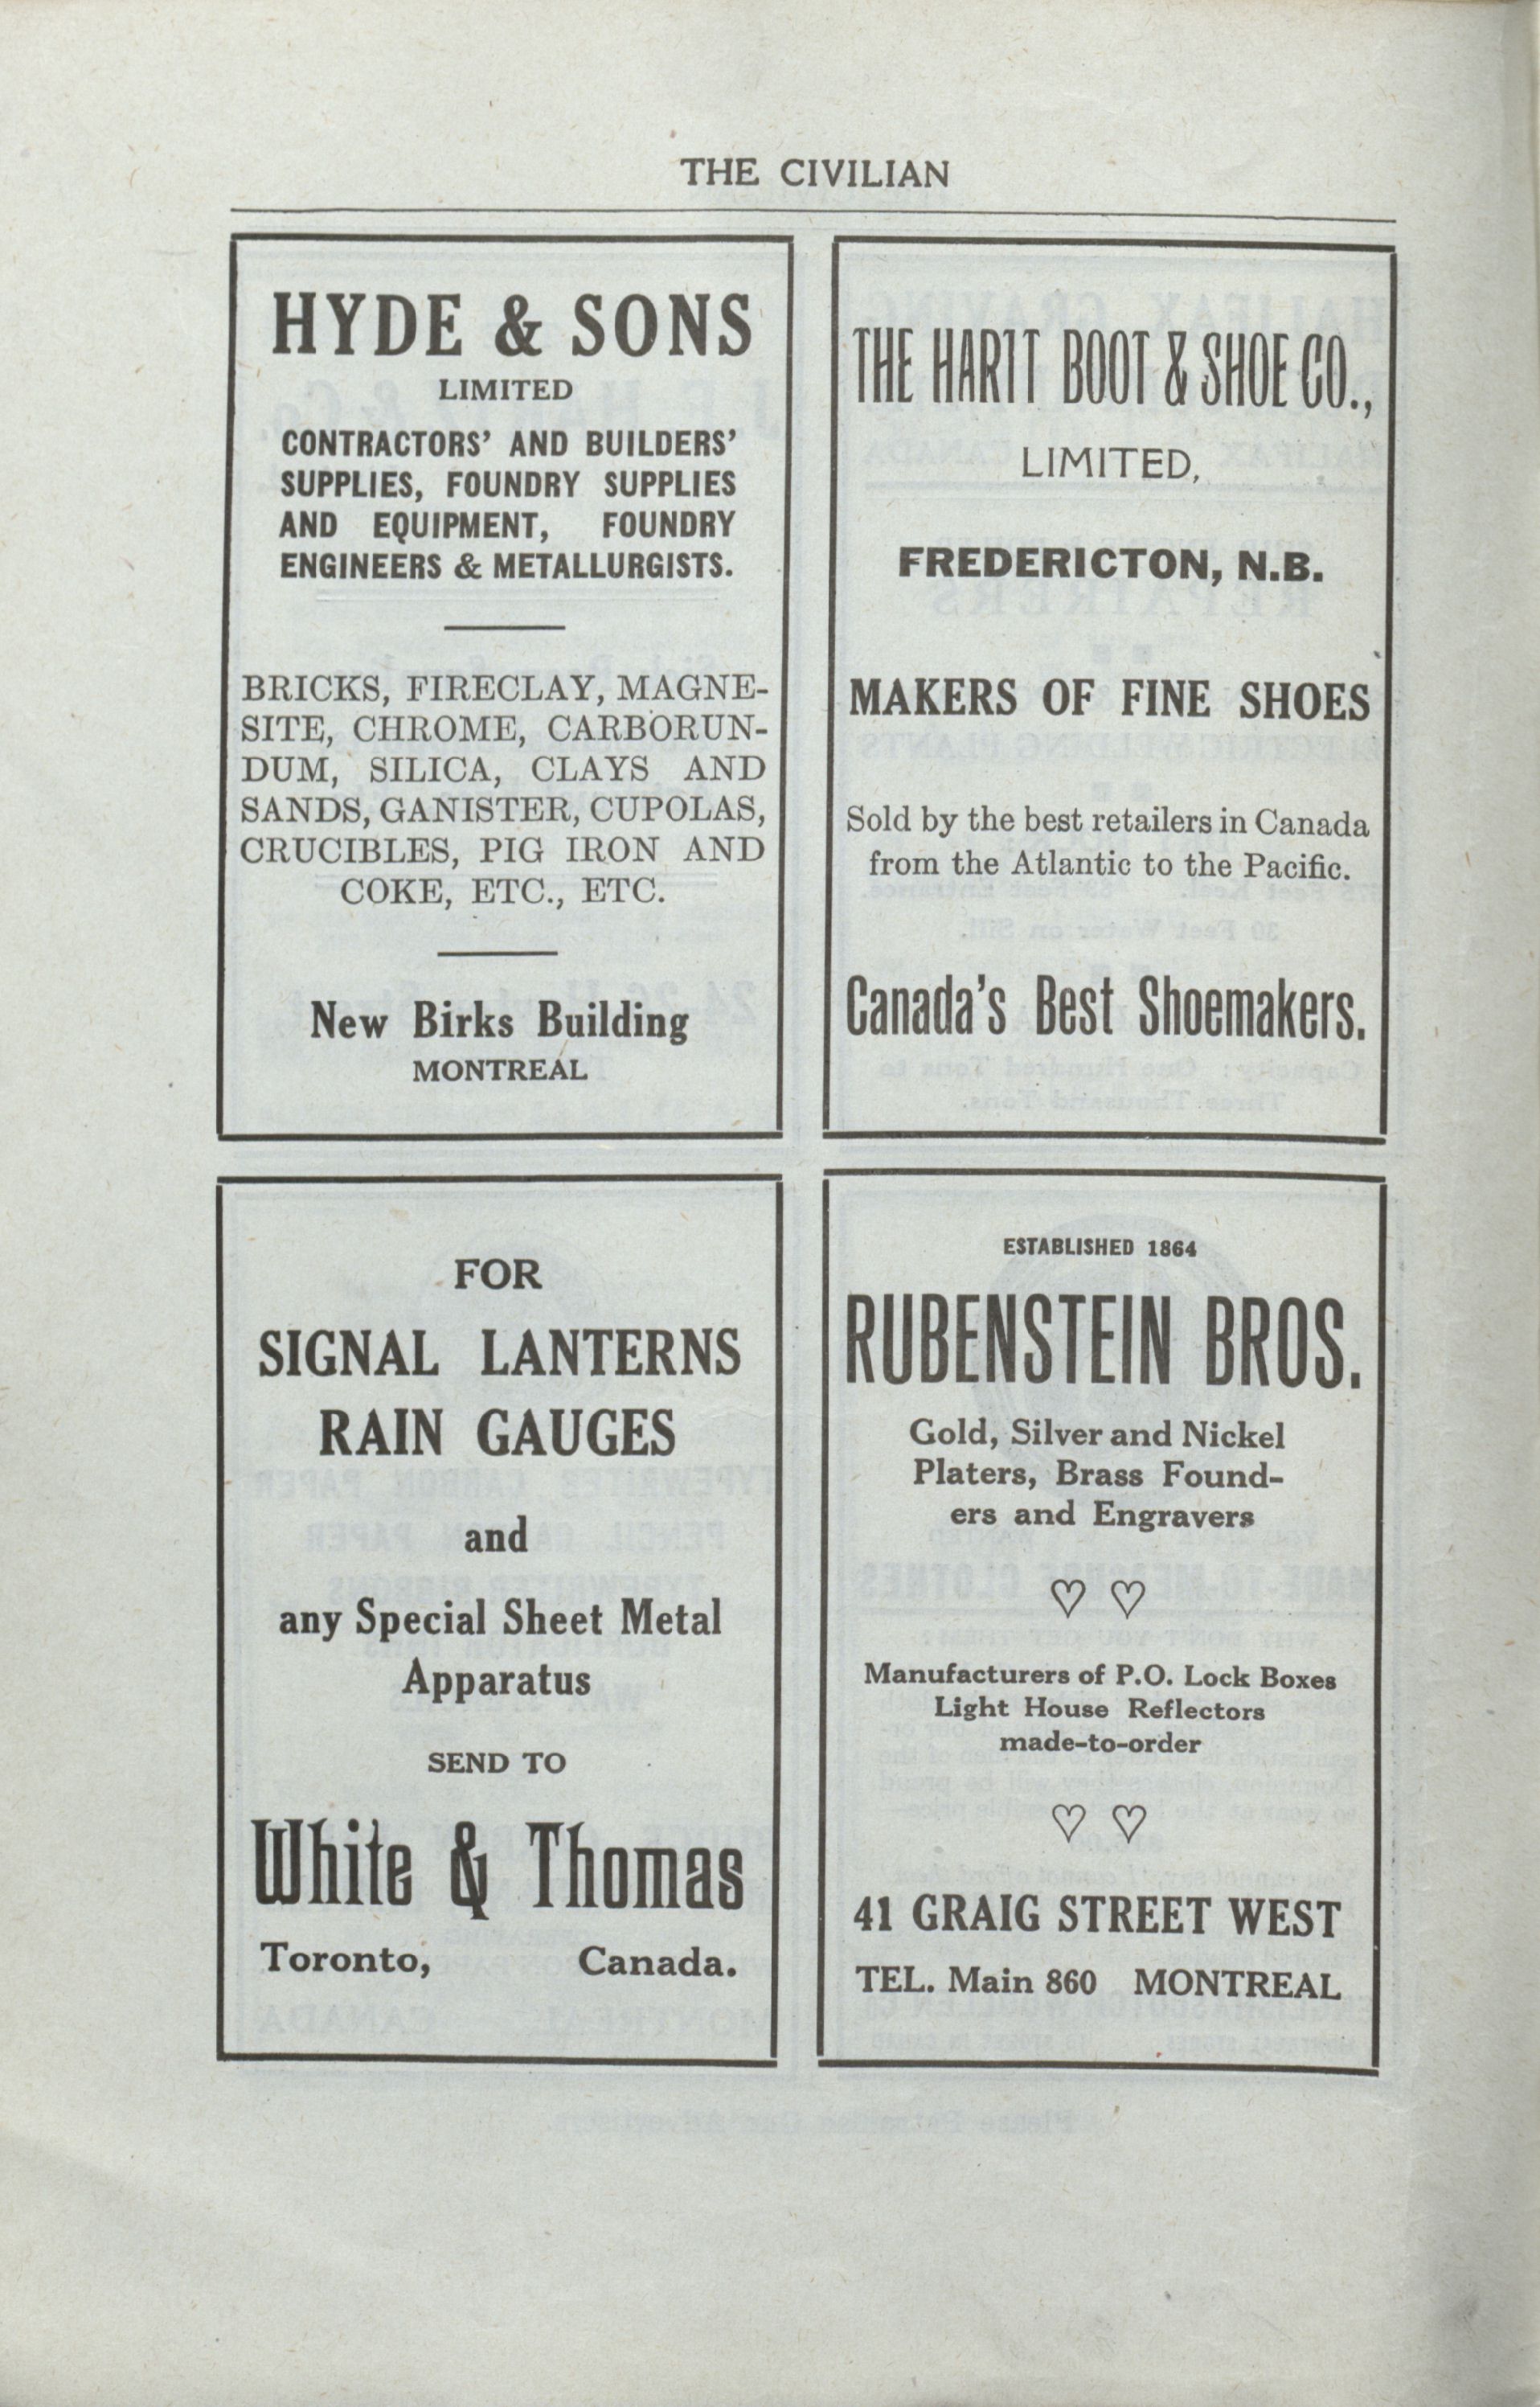 THE CIVILIAN
HYDE & SONS
LIMITED
CONTRACTORS' AND BUILDERS'
SUPPLIES, FOUNDRY SUPPLIES
AND EQUIPMENT, FOUNDRY
ENGINEERS & METALLURGISTS.
BRICKS, FIRECLAY, MAGNE-
SITE, CHROME, CARBORUN-
DUM, SILICA, CLAYS AND
SANDS, GANISTER, CUPOLAS,
CRUCIBLES, PIG IRON AND
COKE, ETC., ETC.
New Birks Building
MONTREAL
THE HARTT BOOT & SHOE CO.,
LIMITED,
FREDERICTON, N.B.
MAKERS OF FINE SHOES
Sold by the best retailers in Canada
from the Atlantic to the Pacific.
Canada's Best Shoemakers.
FOR
SIGNAL LANTERNS
RAIN GAUGES
and
any Special Sheet Metal
Apparatus
SEND TO
White & Thomas
Toronto, Canada.
ESTABLISHED 1864
RUBENSTEIN BROS.
Gold, Silver and Nickel
Platers, Brass Found-
ers and Engravers
♡ ♡
Manufacturers of P.O. Lock Boxes
Light House Reflectors
made-to-order
♡ ♡
41 GRAIG STREET WEST
TEL. Main 860 MONTREAL